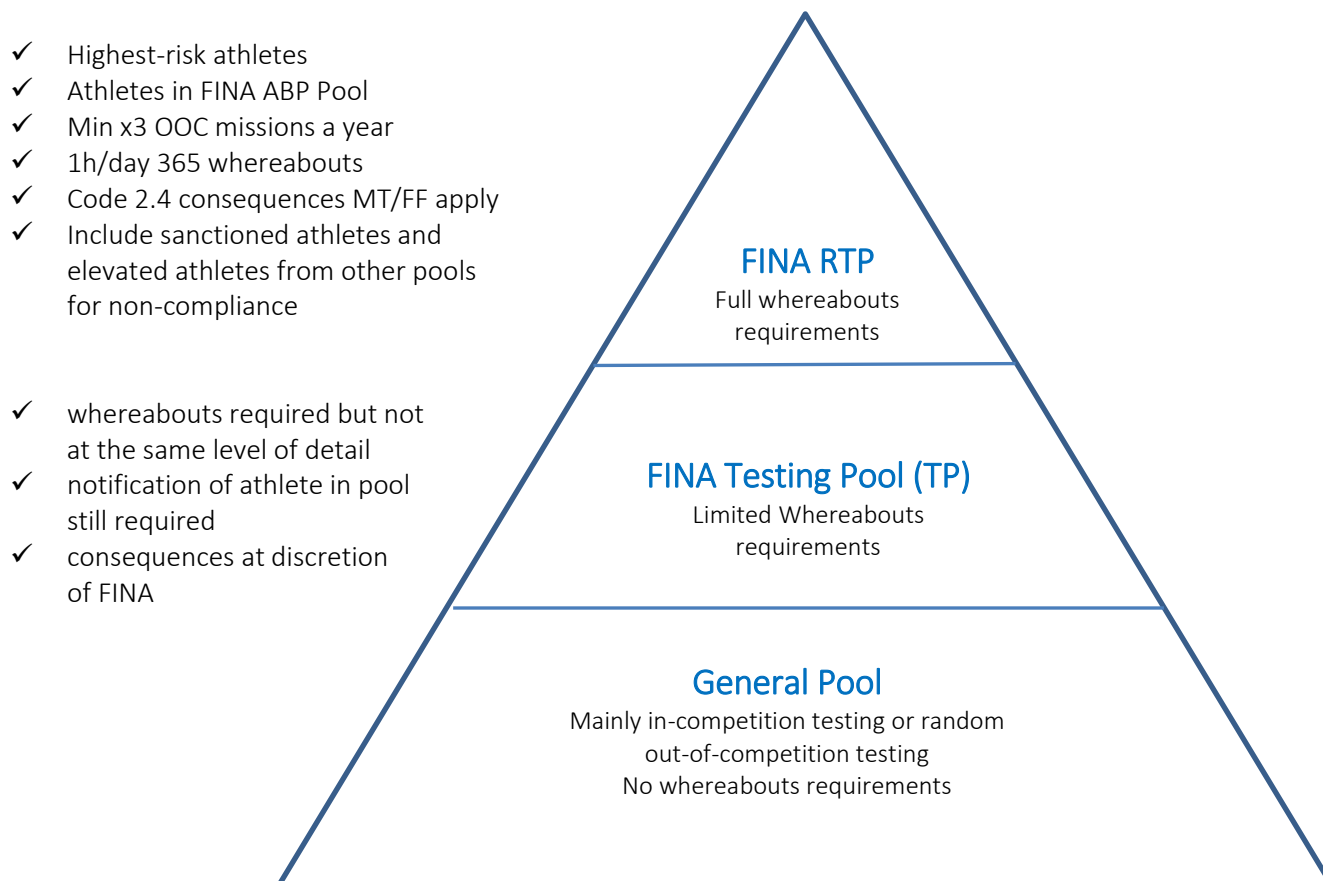 ✓ Highest-risk athletes
✓ Athletes in FINA ABP Pool
✓ Min x3 OOC missions a year
✓ 1h/day 365 whereabouts
✓ Code 2.4 consequences MT/FF apply
✓ Include sanctioned athletes and
elevated athletes from other pools
for non-compliance
FINA RTP
Full whereabouts
requirements
✓ whereabouts required but not
at the same level of detail
✓ notification of athlete in pool
still required
✓ consequences at discretion
of FINA
FINA Testing Pool (TP)
Limited Whereabouts
requirements
General Pool
Mainly in-competition testing or random
out-of-competition testing
No whereabouts requirements